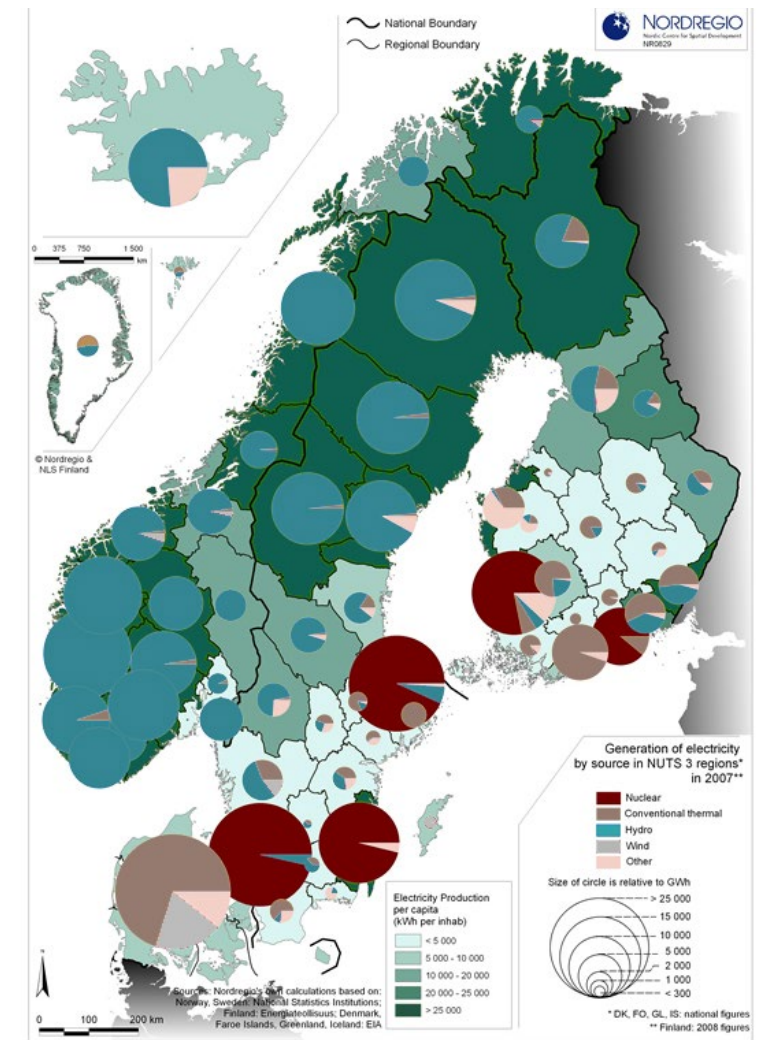 National Boundary
Regional Boundary
NORDREGIO
Nordic Centre for Spatial Development
NR0829
0 375 750 1 500
km
© Nordregio &
NLS Finland
Generation of electricity
by source in NUTS 3 regions*
in 2007**
Nuclear
Conventional thermal
Hydro
Wind
Other
Size of circle is relative to GWh
> 25 000
15 000
10 000
5 000
2 000
1 000
< 300
* DK, FO, GL, IS: national figures
** Finland: 2008 figures
Electricity Production
per capita
(kWh per inhab)
< 5 000
5 000 - 10 000
10 000 - 20 000
20 000 - 25 000
> 25 000
Sources: Nordregio's own calculations based on:
Norway, Sweden: National Statistics Institutions;
Finland: Energiateollisuus; Denmark,
Faroe Islands, Greenland, Iceland: EIA
N
0 100 200 km